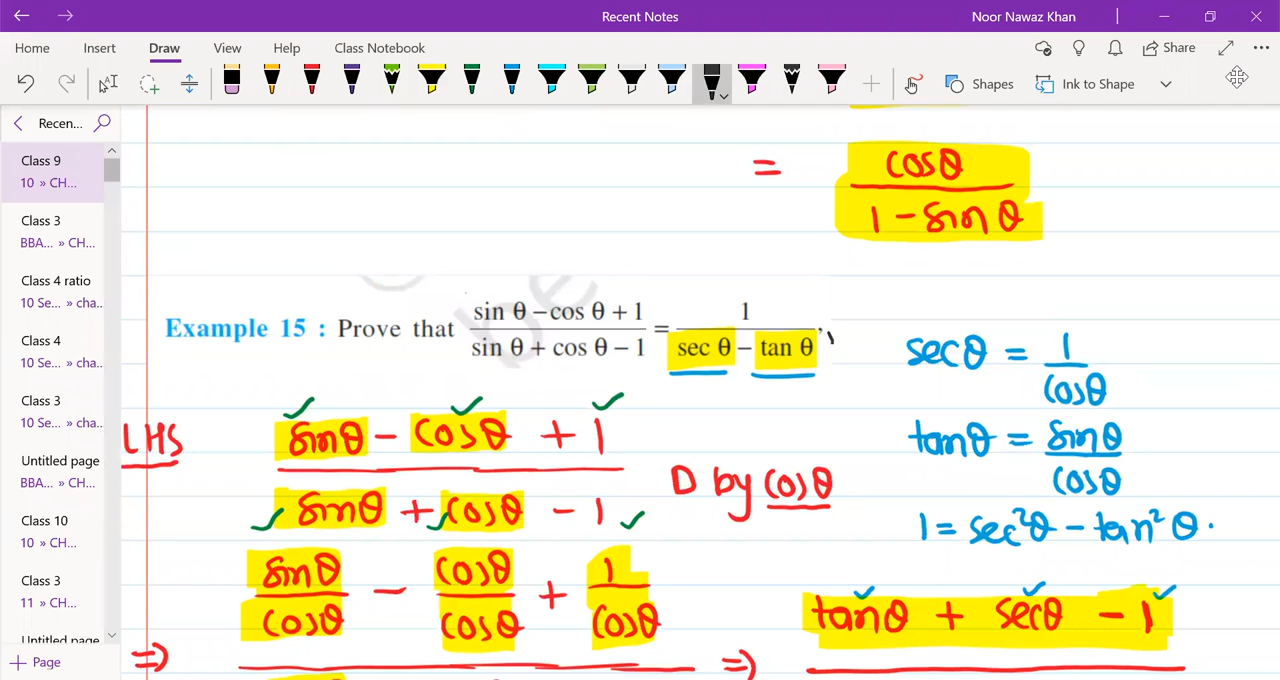 Recent Notes
Noor Nawaz Khan
Home Insert Draw View Help Class Notebook
Share
Shapes
Ink to Shape
Recen...
Class 9
10 » CH...
Class 3
BBA... » CH...
Class 4 ratio
10 Se... » cha...
Class 4
10 Se... » cha...
Class 3
10 Se... » cha...
Untitled page
BBA... » CH...
Class 10
10 » CH...
Class 3
11 » CH...
Untitled page
+ Page
= cosθ / 1 - sin θ
Example 15 : Prove that (sin θ – cos θ + 1) / (sin θ + cos θ – 1) = 1 / (sec θ – tan θ),
secθ = 1 / cosθ
tanθ = sinθ / cosθ
1 = sec²θ - tan²θ.
LHS
sinθ - cosθ + 1
sinθ + cosθ - 1
D by cosθ
⇒ sinθ / cosθ - cosθ / cosθ + 1 / cosθ
⇒ tanθ + secθ - 1